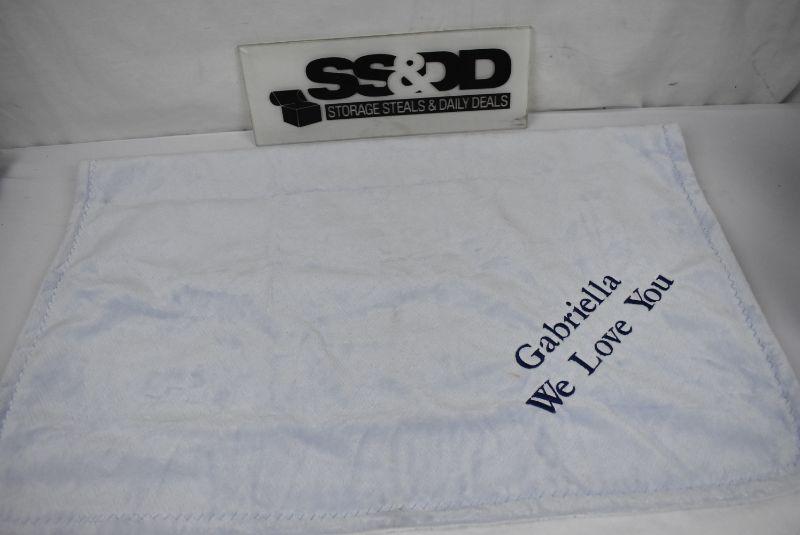 SS&DD
STORAGE STEALS & DAILY DEALS
Gabriella
We Love You